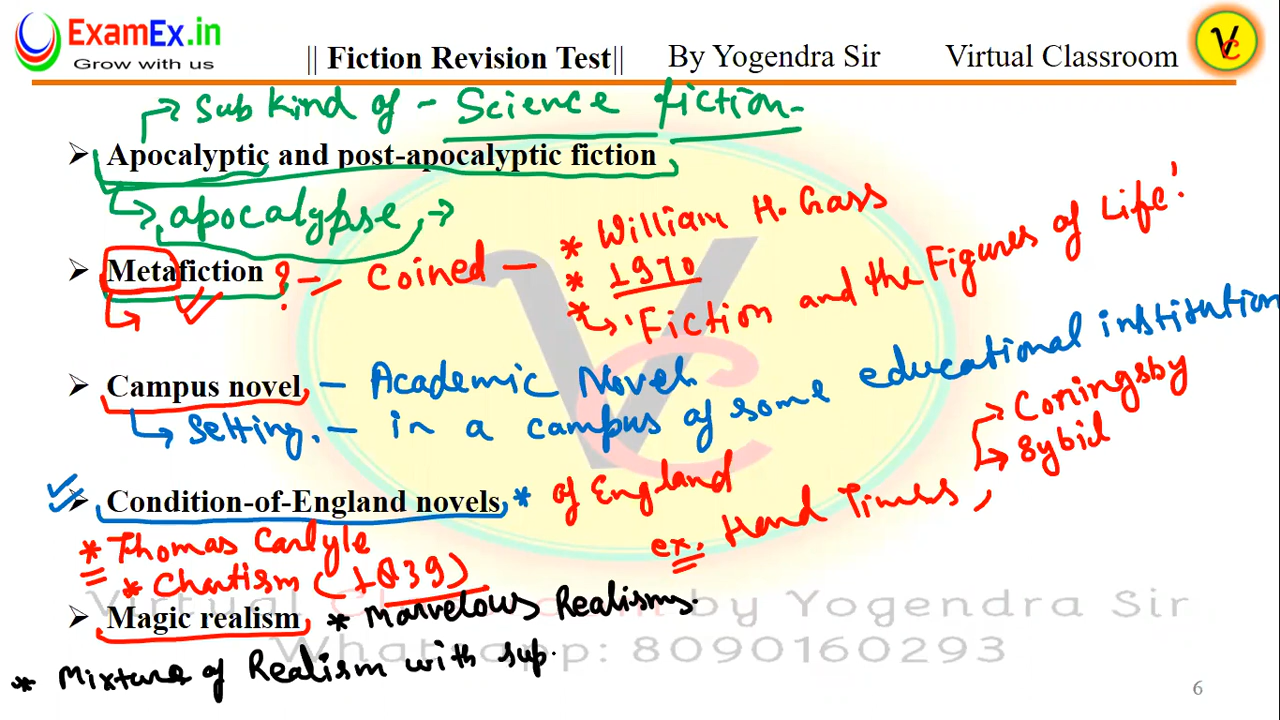 ExamEx.in
Grow with us
|| Fiction Revision Test|| By Yogendra Sir Virtual Classroom
VC
Sub kind of - Science fiction-
➢ Apocalyptic and post-apocalyptic fiction
apocalypse →
➢ Metafiction ? - Coined -
* William H. Gass
* 1970
* 'Fiction and the Figures of Life'
➢ Campus novel - Academic Novel
Setting. - in a campus of some educational institution
➢ Condition-of-England novels * of England
ex. Hard Times,
Coningsby
Sybil
* Thomas Carlyle
* Chartism (1839)
➢ Magic realism * Marvelous Realisms.
* Mixture of Realism with sup.
Virtual Classroom by Yogendra Sir
Whatsapp: 8090160293
6